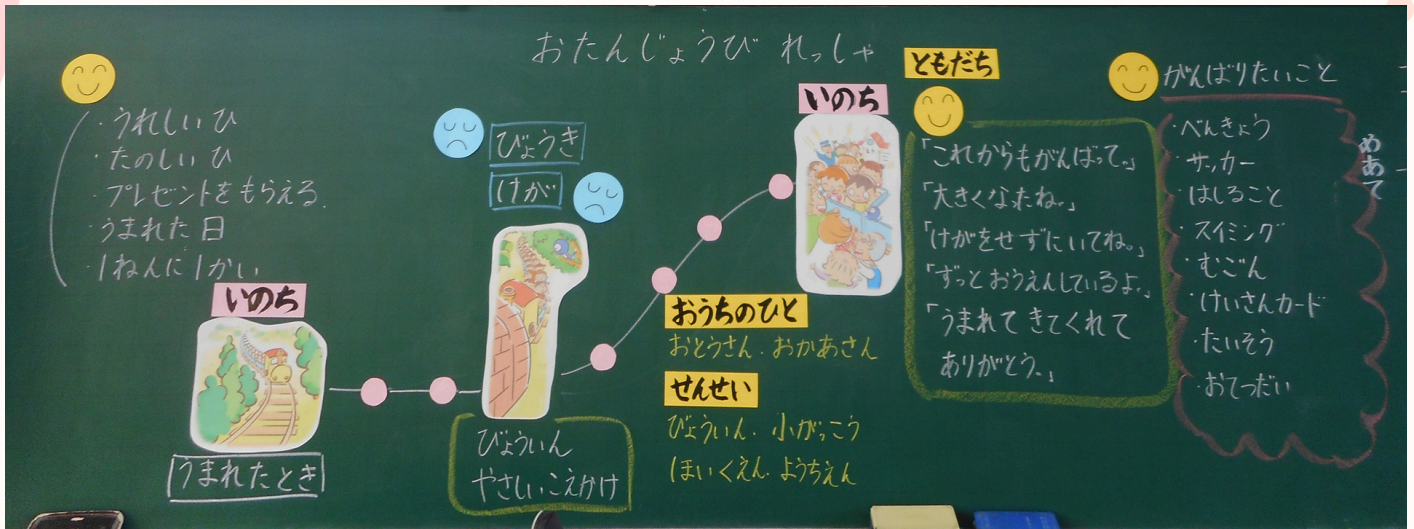 おたんじょうび れっしゃ
・うれしい ひ
・たのしい ひ
・プレゼントをもらえる.
・うまれた 日
・1ねんに1かい
いのち
うまれたとき
びょうき
けが
びょういん
やさしいこえかけ
いのち
おうちのひと
おとうさん・おかあさん
せんせい
びょういん・小がっこう
ほいくえん・ようちえん
ともだち
「これからもがんばって。」
「大きくなたね。」
「けがをせずにいてね。」
「ずっとおうえんしているよ。」
「うまれて きてくれて
ありがとう。」
がんばりたいこと
・べんきょう
・サッカー
・はしること
・スイミング
・むごん
・けいさんカード
・たいそう
・おてつだい
めあて